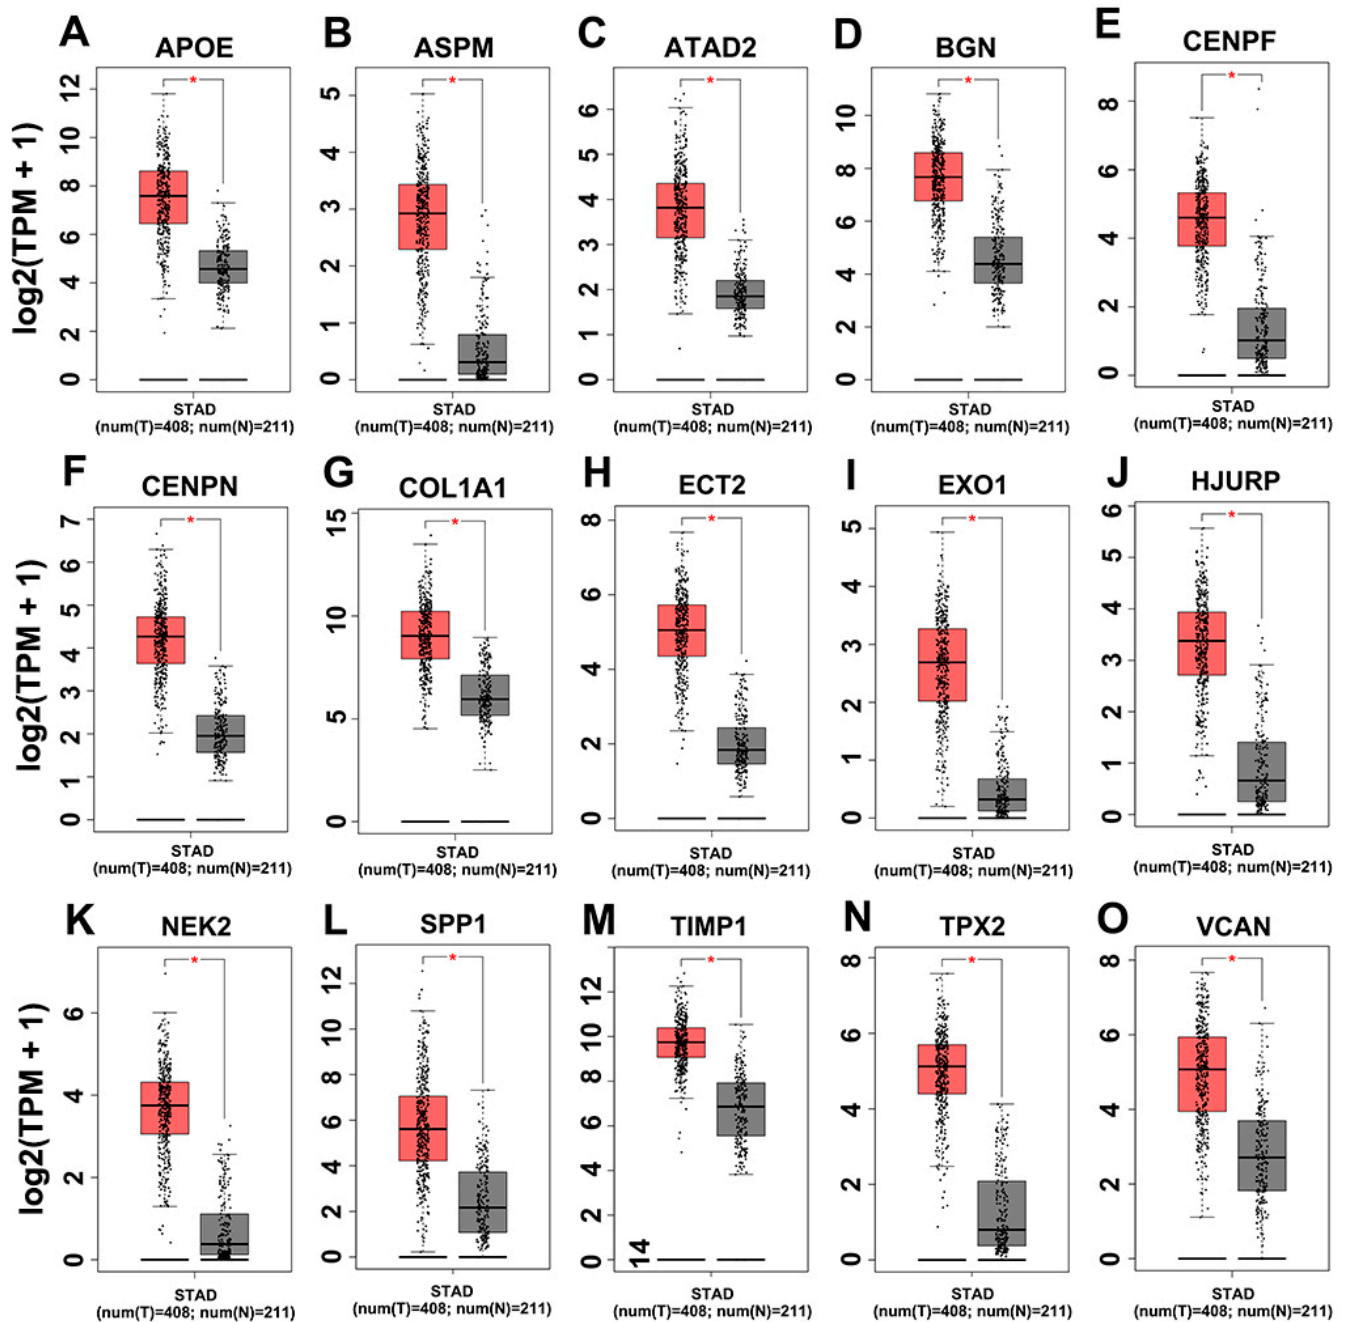 A
APOE
B
ASPM
C
ATAD2
D
BGN
E
CENPF
log2(TPM + 1)
12
10
8
6
4
2
0
*
5
4
3
2
1
0
*
6
5
4
3
2
1
0
*
10
8
6
4
2
0
*
8
6
4
2
0
*
STAD
(num(T)=408; num(N)=211)
STAD
(num(T)=408; num(N)=211)
STAD
(num(T)=408; num(N)=211)
STAD
(num(T)=408; num(N)=211)
STAD
(num(T)=408; num(N)=211)
F
CENPN
G
COL1A1
H
ECT2
I
EXO1
J
HJURP
log2(TPM + 1)
7
6
5
4
3
2
1
0
*
15
10
5
0
*
8
6
4
2
0
*
5
4
3
2
1
0
*
6
5
4
3
2
1
0
*
STAD
(num(T)=408; num(N)=211)
STAD
(num(T)=408; num(N)=211)
STAD
(num(T)=408; num(N)=211)
STAD
(num(T)=408; num(N)=211)
STAD
(num(T)=408; num(N)=211)
K
NEK2
L
SPP1
M
TIMP1
N
TPX2
O
VCAN
log2(TPM + 1)
6
4
2
0
*
12
10
8
6
4
2
0
*
12
10
8
6
4
2
0
14
*
8
6
4
2
0
*
8
6
4
2
0
*
STAD
(num(T)=408; num(N)=211)
STAD
(num(T)=408; num(N)=211)
STAD
(num(T)=408; num(N)=211)
STAD
(num(T)=408; num(N)=211)
STAD
(num(T)=408; num(N)=211)